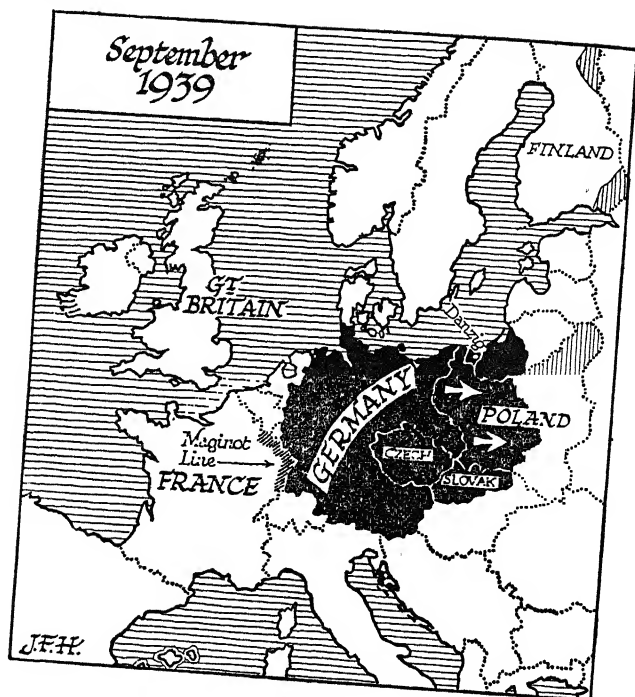 September
1939
FINLAND
GT.
BRITAIN
Danzig
GERMANY
POLAND
Maginot
Line
FRANCE
CZECH
SLOVAK
J.F.H.